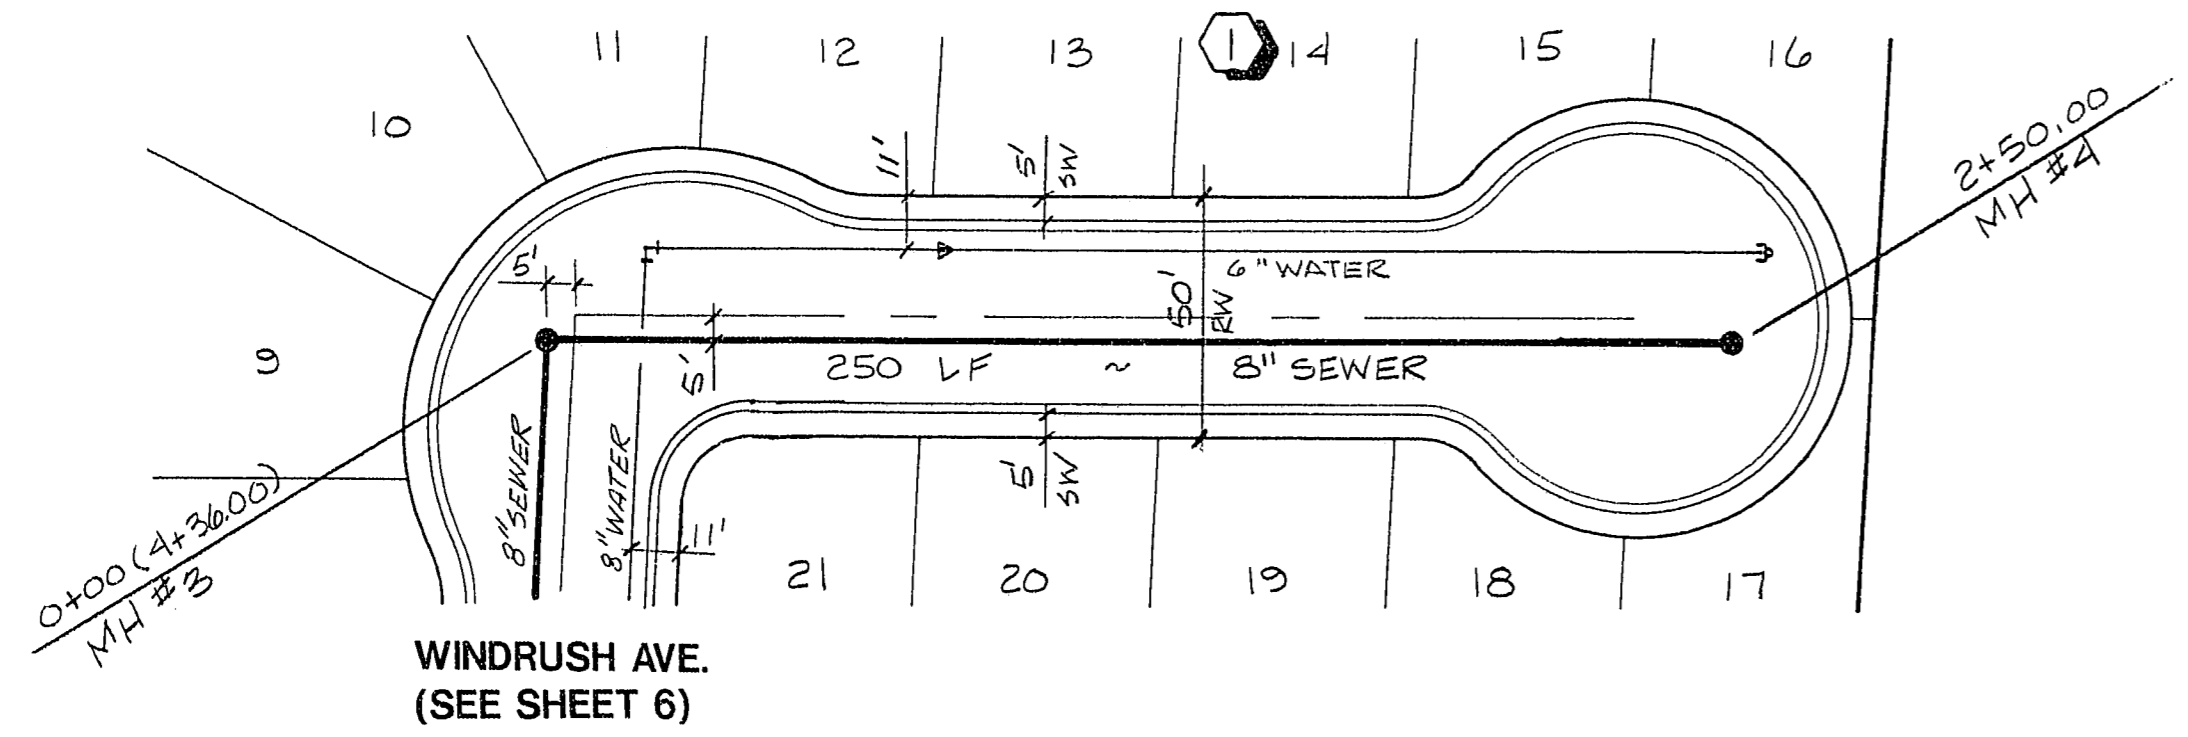 11
12
13
1
14
15
16
10
11'
5'
SW
2+50.00
MH #4
5'
6" WATER
50'
RW
9
5'
250 LF ~ 8" SEWER
8" SEWER
8" WATER
11'
5'
SW
0+00 (4+36.00)
MH #3
21
20
19
18
17
WINDRUSH AVE.
(SEE SHEET 6)